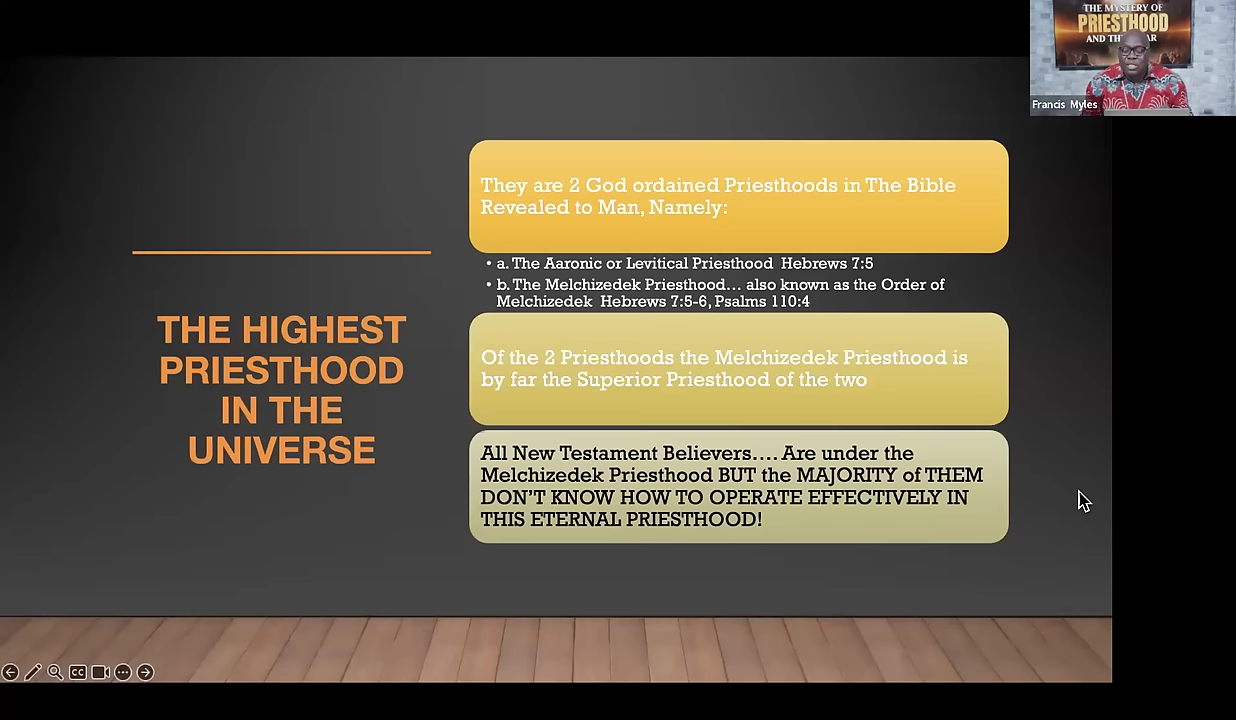 THE MYSTERY OF
PRIESTHOOD
AND TH AR
Francis Myles
THE HIGHEST
PRIESTHOOD
IN THE
UNIVERSE
They are 2 God ordained Priesthoods in The Bible
Revealed to Man, Namely:
• a. The Aaronic or Levitical Priesthood Hebrews 7:5
• b. The Melchizedek Priesthood… also known as the Order of
Melchizedek Hebrews 7:5-6, Psalms 110:4
Of the 2 Priesthoods the Melchizedek Priesthood is
by far the Superior Priesthood of the two
All New Testament Believers…. Are under the
Melchizedek Priesthood BUT the MAJORITY of THEM
DON'T KNOW HOW TO OPERATE EFFECTIVELY IN
THIS ETERNAL PRIESTHOOD!
CC